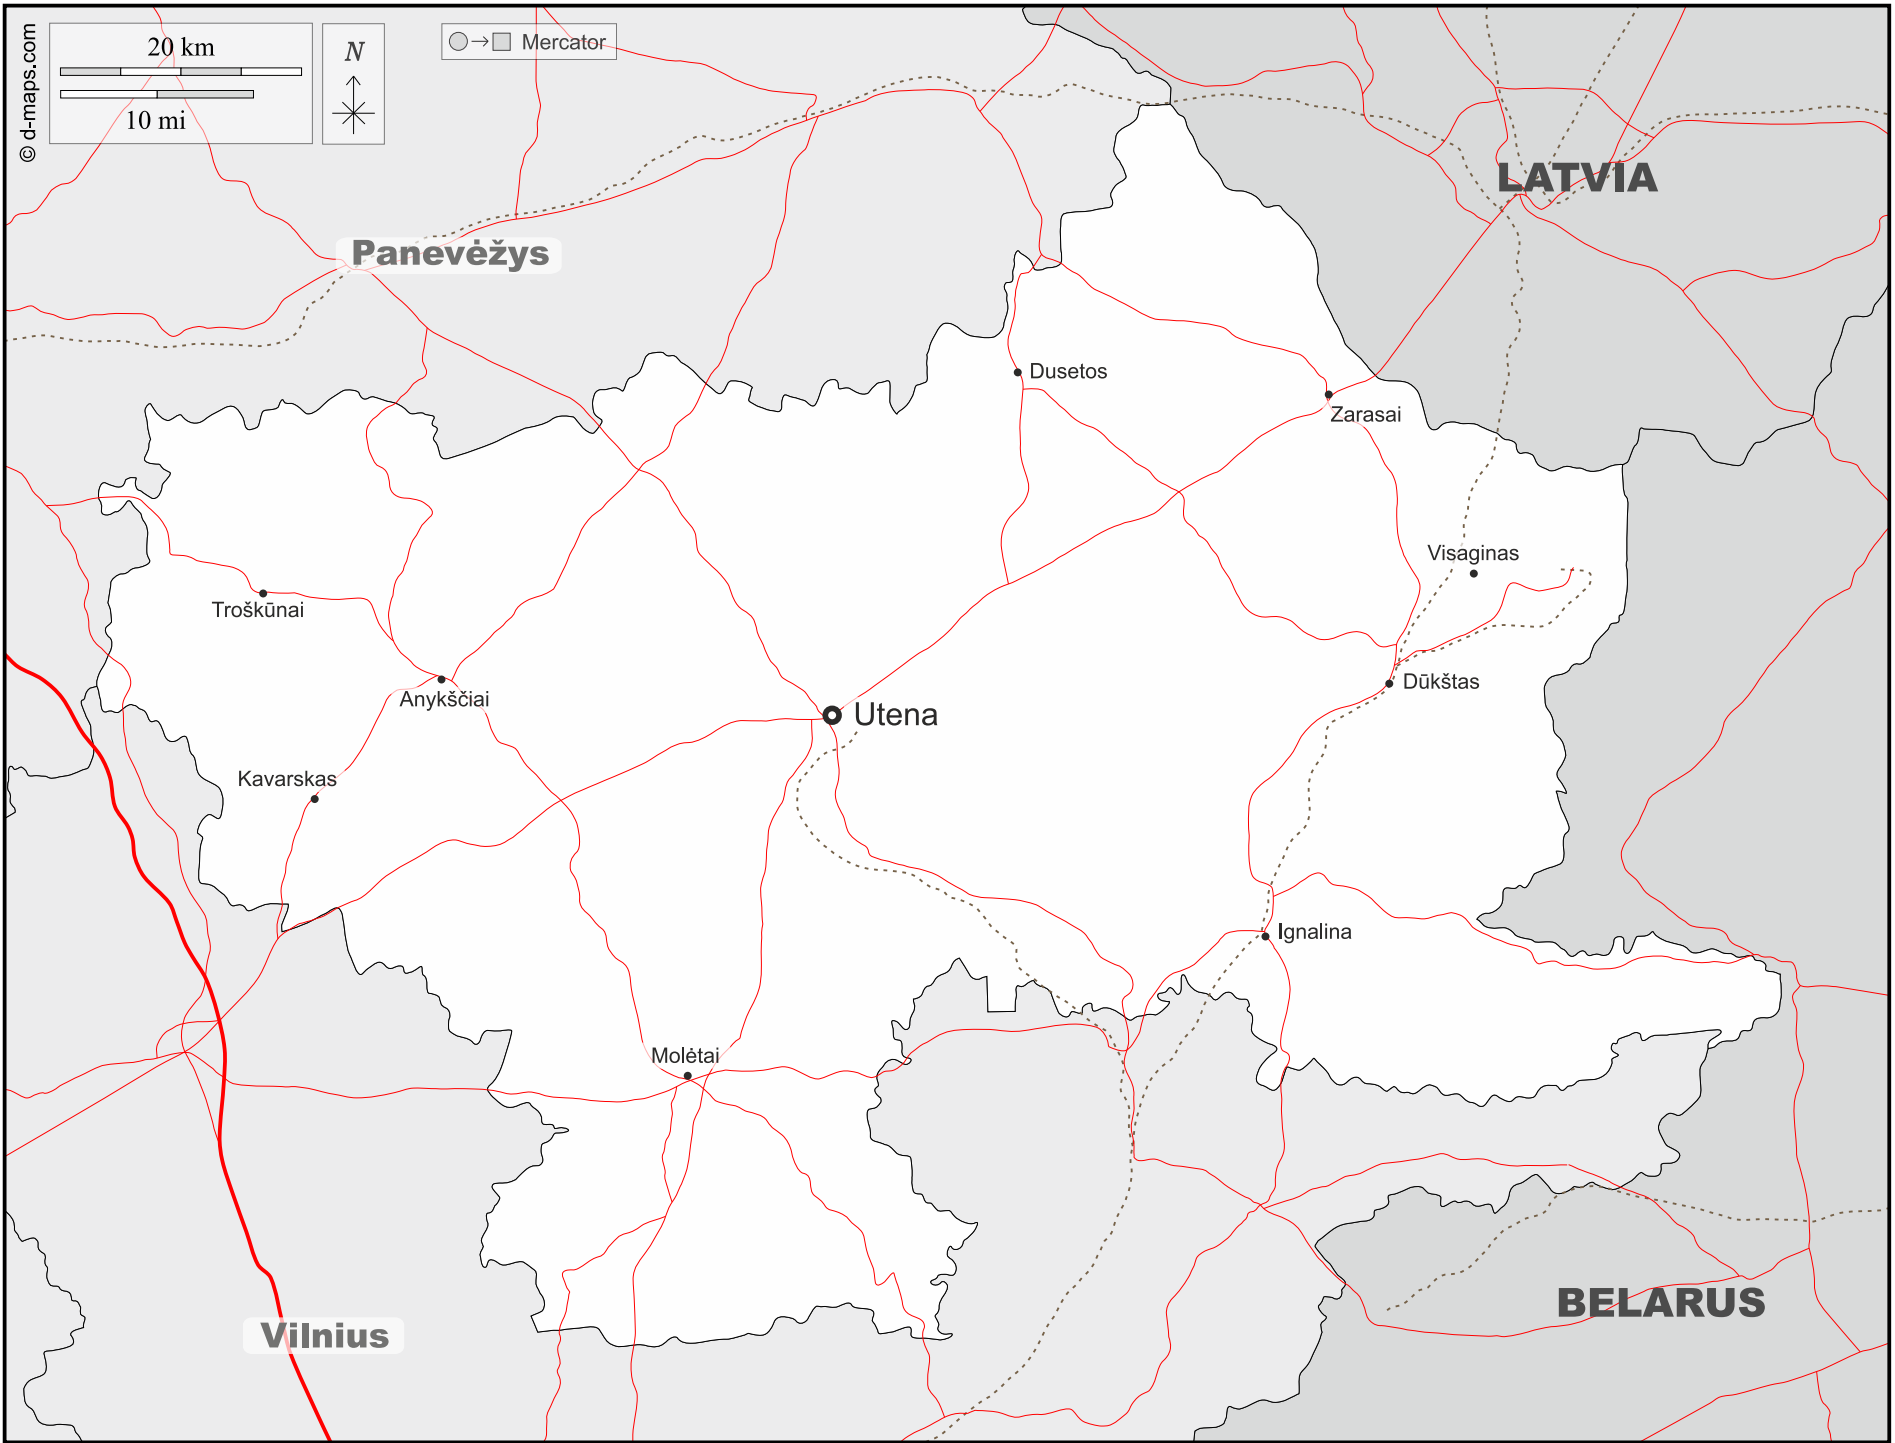 © d-maps.com
20 km
10 mi
N
Mercator
LATVIA
Panevėžys
Dusetos
Zarasai
Visaginas
Troškūnai
Dūkštas
Anykščiai
Utena
Kavarskas
Ignalina
Molėtai
BELARUS
Vilnius